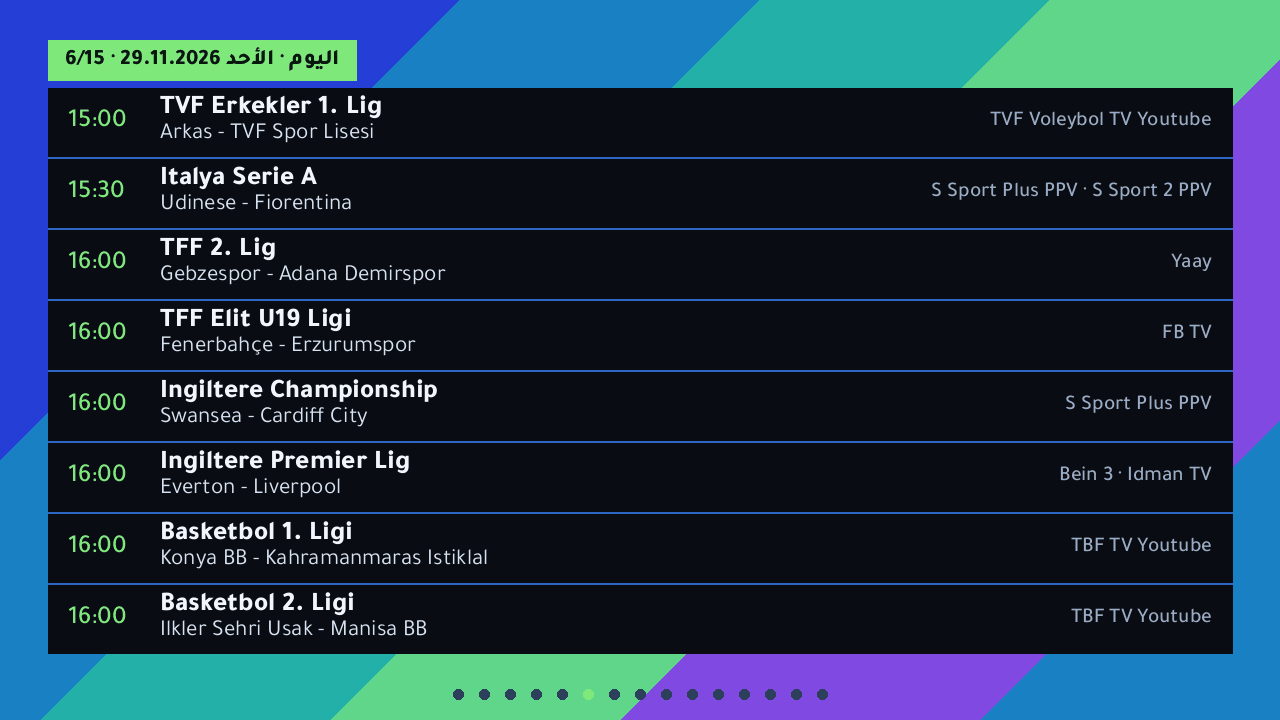 اليوم · الأحد 29.11.2026 · 6/15
15:00
TVF Erkekler 1. Lig
Arkas - TVF Spor Lisesi
TVF Voleybol TV Youtube
15:30
Italya Serie A
Udinese - Fiorentina
S Sport Plus PPV · S Sport 2 PPV
16:00
TFF 2. Lig
Gebzespor - Adana Demirspor
Yaay
16:00
TFF Elit U19 Ligi
Fenerbahçe - Erzurumspor
FB TV
16:00
Ingiltere Championship
Swansea - Cardiff City
S Sport Plus PPV
16:00
Ingiltere Premier Lig
Everton - Liverpool
Bein 3 · Idman TV
16:00
Basketbol 1. Ligi
Konya BB - Kahramanmaras Istiklal
TBF TV Youtube
16:00
Basketbol 2. Ligi
Ilkler Sehri Usak - Manisa BB
TBF TV Youtube